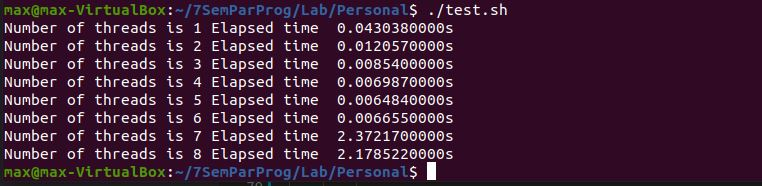 max@max-VirtualBox:~/7SemParProg/Lab/Personal$ ./test.sh
Number of threads is 1 Elapsed time  0.0430380000s
Number of threads is 2 Elapsed time  0.0120570000s
Number of threads is 3 Elapsed time  0.0085400000s
Number of threads is 4 Elapsed time  0.0069870000s
Number of threads is 5 Elapsed time  0.0064840000s
Number of threads is 6 Elapsed time  0.0066550000s
Number of threads is 7 Elapsed time  2.3721700000s
Number of threads is 8 Elapsed time  2.1785220000s
max@max-VirtualBox:~/7SemParProg/Lab/Personal$